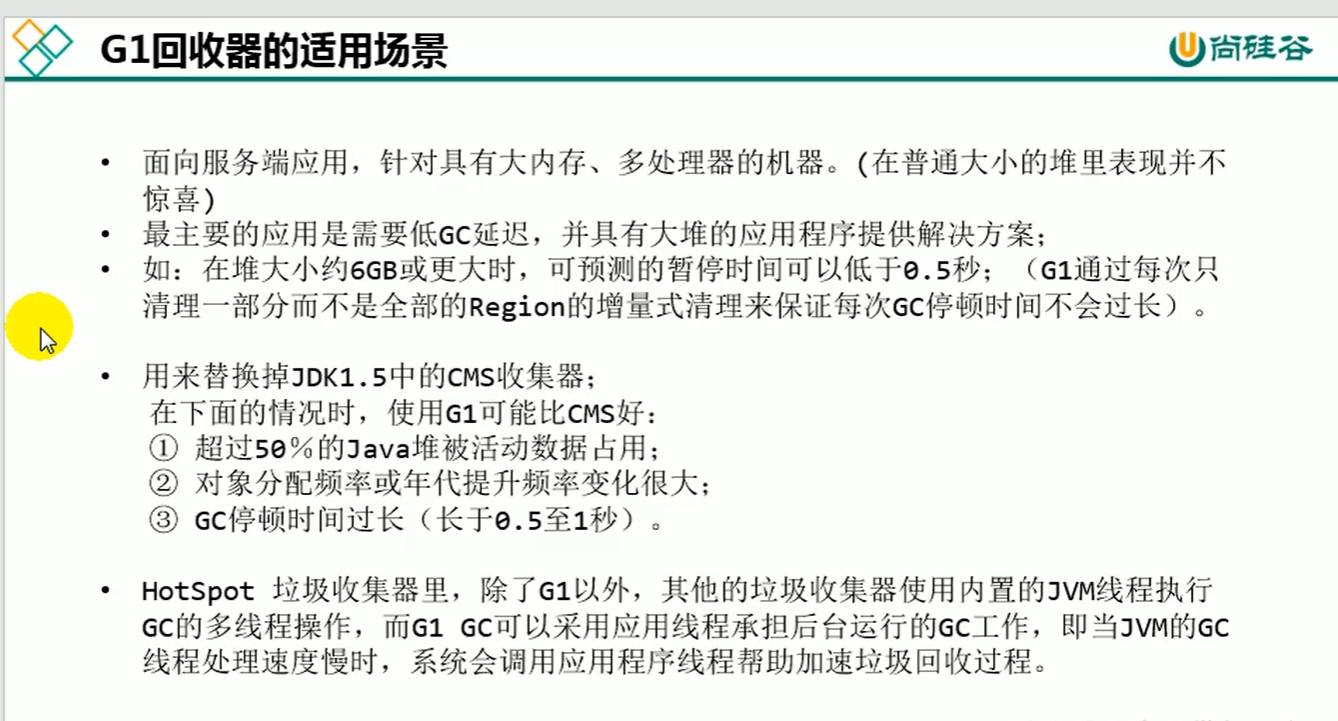 G1回收器的适用场景
尚硅谷
• 面向服务端应用，针对具有大内存、多处理器的机器。(在普通大小的堆里表现并不
惊喜)
• 最主要的应用是需要低GC延迟，并具有大堆的应用程序提供解决方案；
• 如：在堆大小约6GB或更大时，可预测的暂停时间可以低于0.5秒；（G1通过每次只
清理一部分而不是全部的Region的增量式清理来保证每次GC停顿时间不会过长）。
• 用来替换掉JDK1.5中的CMS收集器；
在下面的情况时，使用G1可能比CMS好：
① 超过50％的Java堆被活动数据占用；
② 对象分配频率或年代提升频率变化很大；
③ GC停顿时间过长（长于0.5至1秒）。
• HotSpot 垃圾收集器里，除了G1以外，其他的垃圾收集器使用内置的JVM线程执行
GC的多线程操作，而G1 GC可以采用应用线程承担后台运行的GC工作，即当JVM的GC
线程处理速度慢时，系统会调用应用程序线程帮助加速垃圾回收过程。